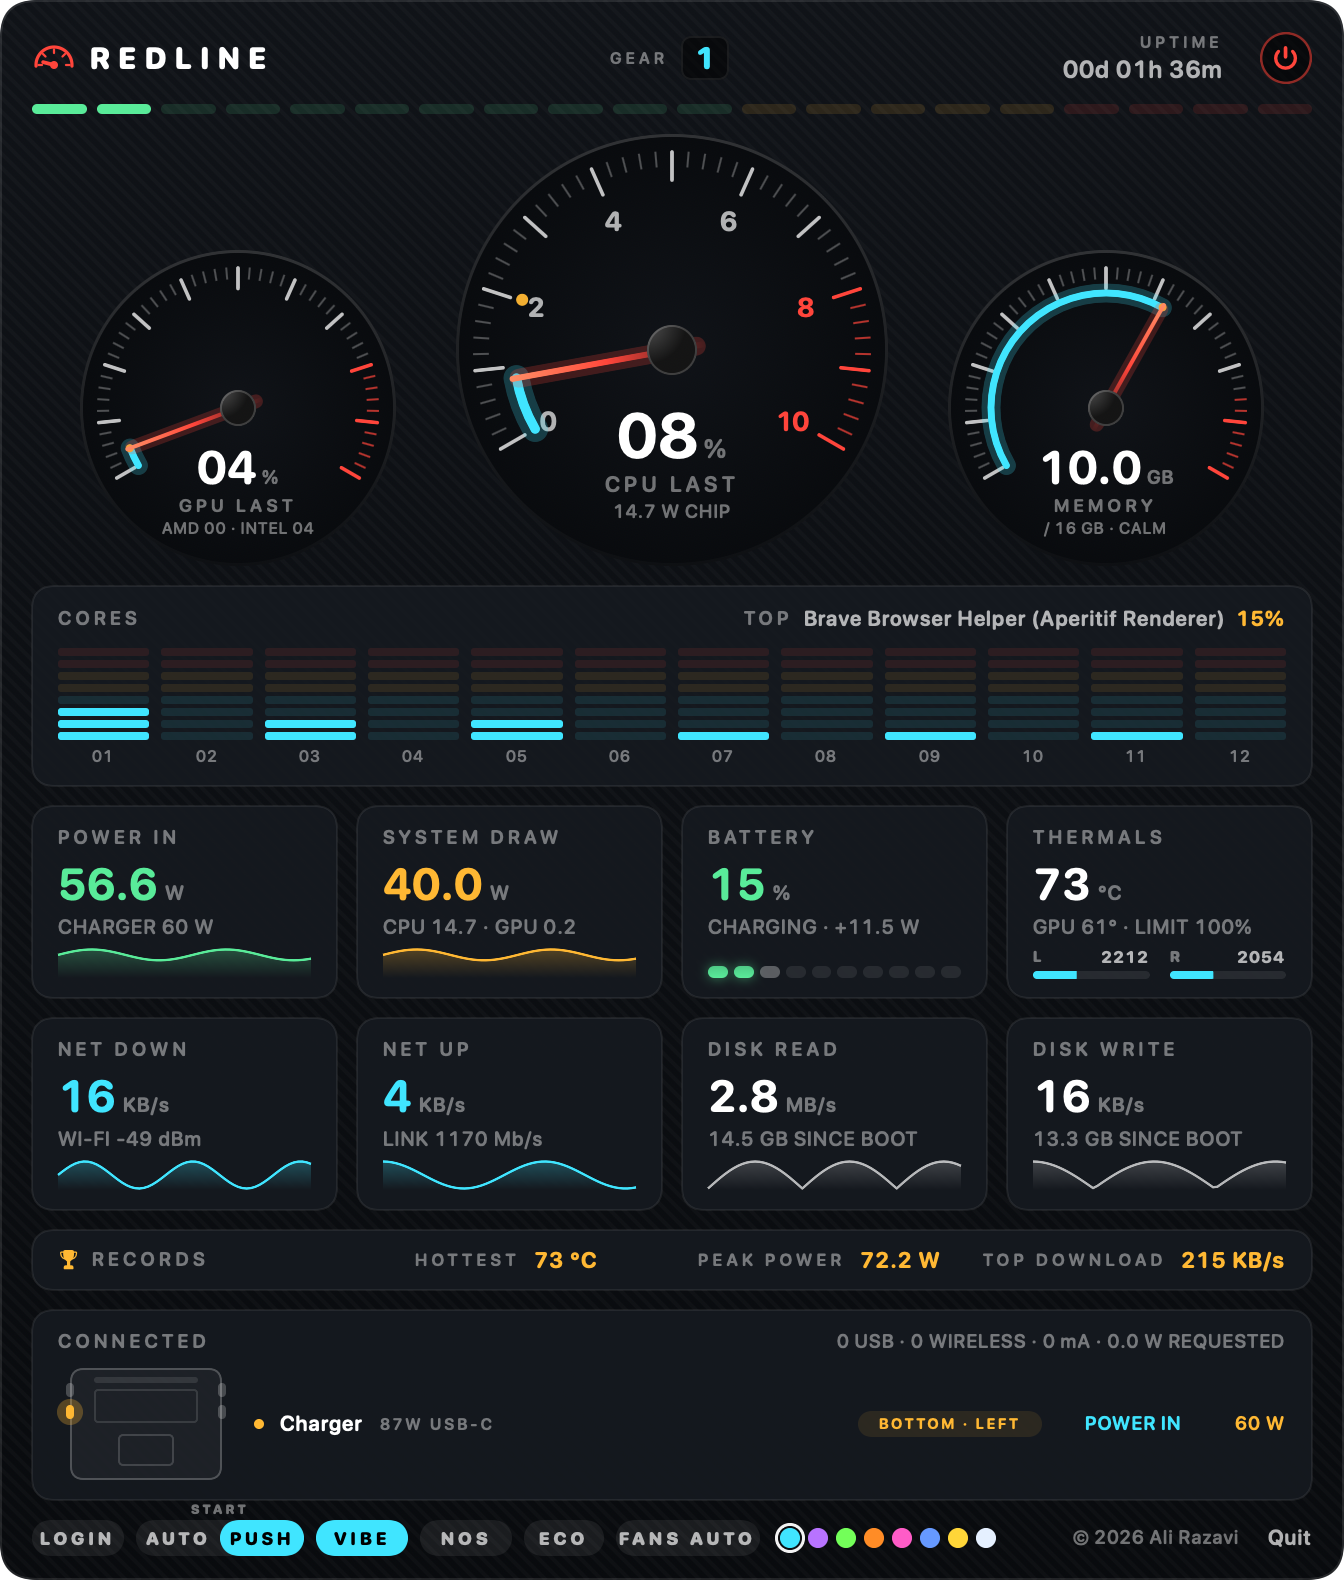 REDLINE
GEAR 1
UPTIME
00d 01h 36m
4 6
2 8
0 10
08 %
CPU LAST
14.7 W CHIP
04 %
GPU LAST
AMD 00 · INTEL 04
10.0 GB
MEMORY
/ 16 GB · CALM
CORES TOP Brave Browser Helper (Aperitif Renderer) 15%
01 02 03 04 05 06 07 08 09 10 11 12
POWER IN
56.6 W
CHARGER 60 W
SYSTEM DRAW
40.0 W
CPU 14.7 · GPU 0.2
BATTERY
15 %
CHARGING · +11.5 W
THERMALS
73 °C
GPU 61° · LIMIT 100%
L 2212 R 2054
NET DOWN
16 KB/s
WI-FI -49 dBm
NET UP
4 KB/s
LINK 1170 Mb/s
DISK READ
2.8 MB/s
14.5 GB SINCE BOOT
DISK WRITE
16 KB/s
13.3 GB SINCE BOOT
RECORDS HOTTEST 73 °C PEAK POWER 72.2 W TOP DOWNLOAD 215 KB/s
CONNECTED 0 USB · 0 WIRELESS · 0 mA · 0.0 W REQUESTED
Charger 87W USB-C BOTTOM · LEFT POWER IN 60 W
START
LOGIN AUTO PUSH VIBE NOS ECO FANS AUTO © 2026 Ali Razavi Quit